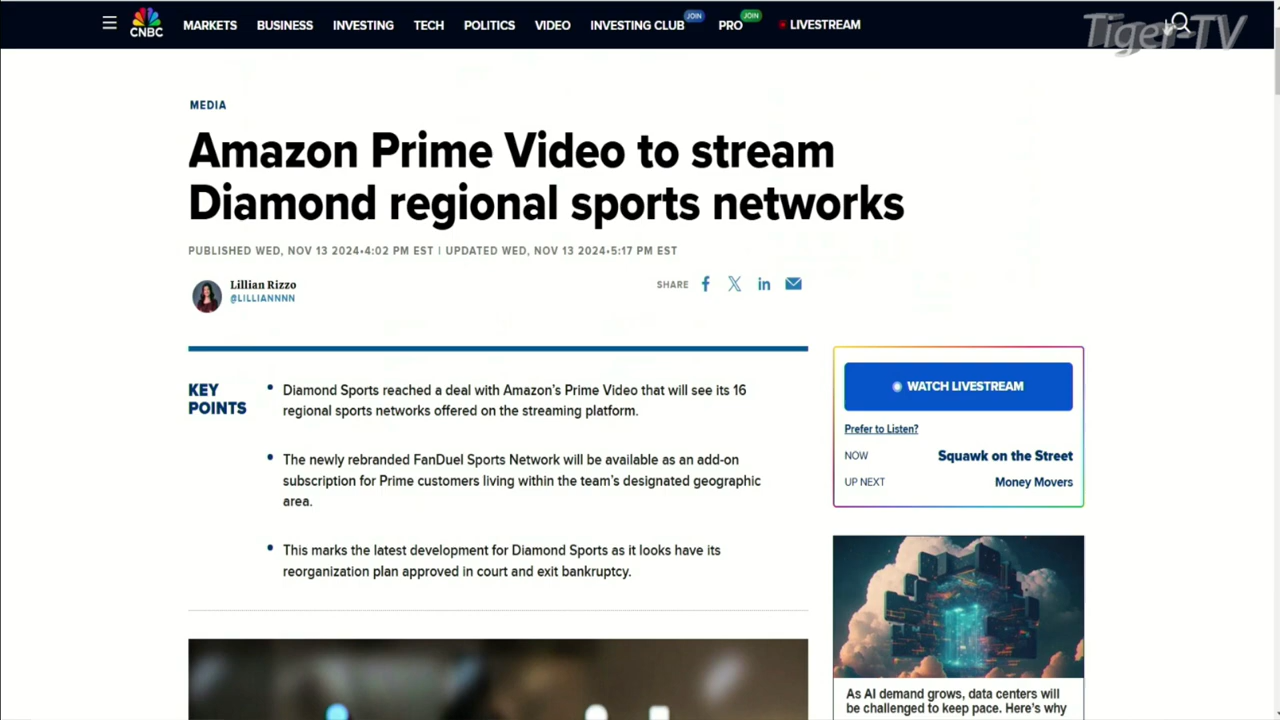 CNBC
MARKETS BUSINESS INVESTING TECH POLITICS VIDEO INVESTING CLUB JOIN PRO JOIN LIVESTREAM
Tiger-TV
MEDIA
Amazon Prime Video to stream
Diamond regional sports networks
PUBLISHED WED, NOV 13 2024•4:02 PM EST | UPDATED WED, NOV 13 2024•5:17 PM EST
Lillian Rizzo
@LILLIANNN
SHARE
KEY
POINTS
• Diamond Sports reached a deal with Amazon's Prime Video that will see its 16
regional sports networks offered on the streaming platform.
• The newly rebranded FanDuel Sports Network will be available as an add-on
subscription for Prime customers living within the team's designated geographic
area.
• This marks the latest development for Diamond Sports as it looks have its
reorganization plan approved in court and exit bankruptcy.
WATCH LIVESTREAM
Prefer to Listen?
NOW Squawk on the Street
UP NEXT Money Movers
As AI demand grows, data centers will
be challenged to keep pace. Here's why